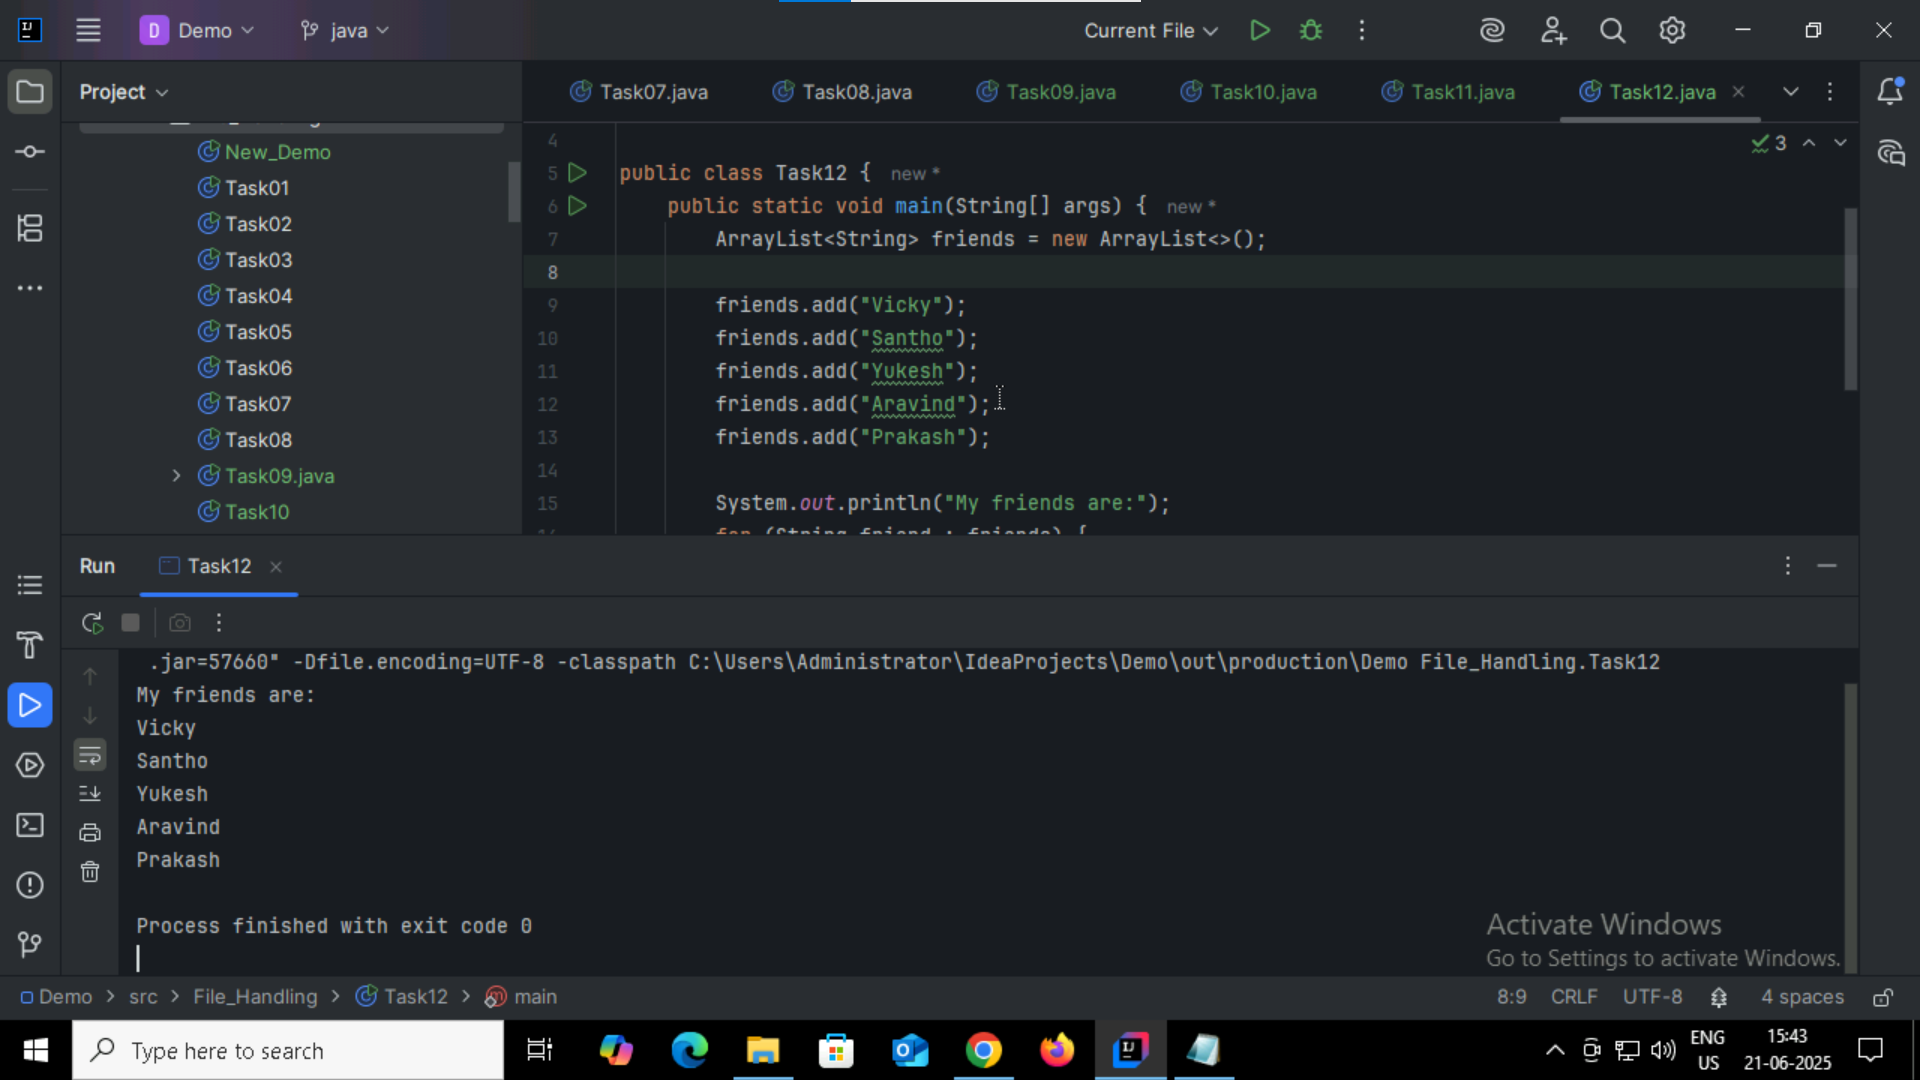 Demo
java
Current File
Project
Task07.java
Task08.java
Task09.java
Task10.java
Task11.java
Task12.java
New_Demo
Task01
Task02
Task03
Task04
Task05
Task06
Task07
Task08
Task09.java
Task10
3
4
5 public class Task12 { new *
6 public static void main(String[] args) { new *
7 ArrayList<String> friends = new ArrayList<>();
8
9 friends.add("Vicky");
10 friends.add("Santho");
11 friends.add("Yukesh");
12 friends.add("Aravind");
13 friends.add("Prakash");
14
15 System.out.println("My friends are:");
for (String friend : friends) {
Run
Task12
.jar=57660" -Dfile.encoding=UTF-8 -classpath C:\Users\Administrator\IdeaProjects\Demo\out\production\Demo File_Handling.Task12
My friends are:
Vicky
Santho
Yukesh
Aravind
Prakash
Process finished with exit code 0
Activate Windows
Go to Settings to activate Windows.
Demo > src > File_Handling > Task12 > main
8:9 CRLF UTF-8 4 spaces
Type here to search
ENG
US
15:43
21-06-2025